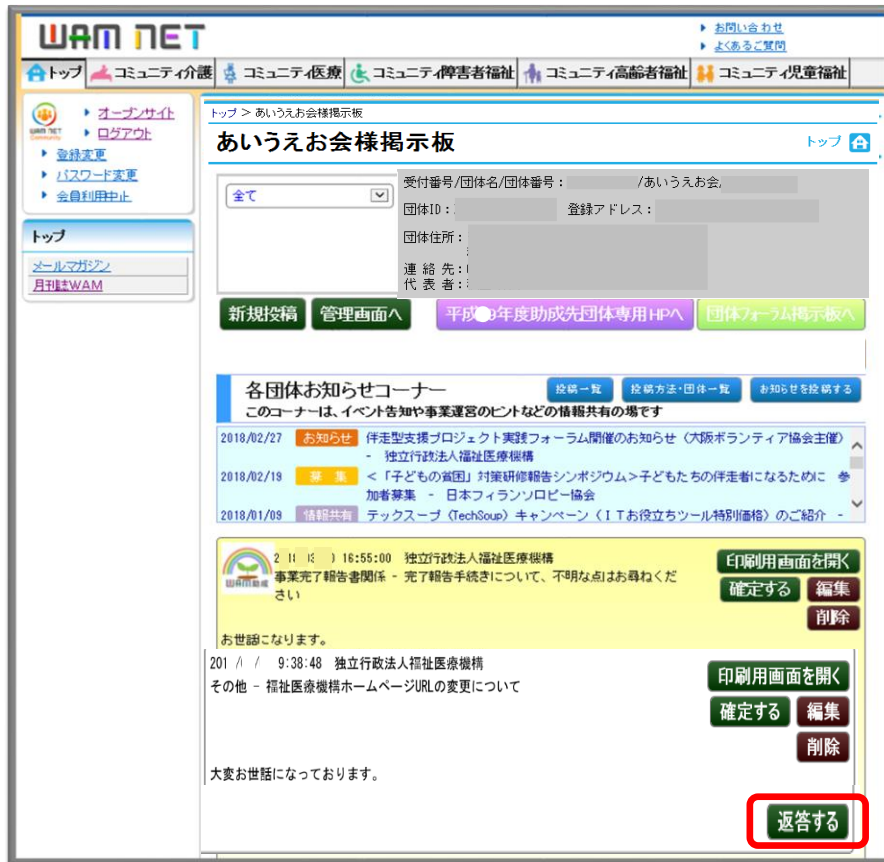 WAM NET
お問い合わせ
よくあるご質問
トップ コミュニティ介護 コミュニティ医療 コミュニティ障害者福祉 コミュニティ高齢者福祉 コミュニティ児童福祉
オープンサイト
ログアウト
登録変更
パスワード変更
会員利用中止
トップ
メールマガジン
月刊誌WAM
トップ > あいうえお会様掲示板
あいうえお会様掲示板
トップ
全て
受付番号/団体名/団体番号: /あいうえお会
団体ID: 登録アドレス:
団体住所:
連 絡 先:
代 表 者:
新規投稿 管理画面へ 平成 9年度助成先団体専用HPへ 団体フォーラム掲示板へ
各団体お知らせコーナー 投稿一覧 投稿方法・団体一覧 お知らせを投稿する
このコーナーは、イベント告知や事業運営のヒントなどの情報共有の場です
2018/02/27 お知らせ 伴走型支援プロジェクト実践フォーラム開催のお知らせ(大阪ボランティア協会主催)
- 独立行政法人福祉医療機構
2018/02/19 募 集 <「子どもの貧困」対策研修報告シンポジウム>子どもたちの伴走者になるために 参
加者募集 - 日本フィランソロピー協会
2018/01/09 情報共有 テックスープ(TechSoup)キャンペーン(ITお役立ちツール特別価格)のご紹介 -
16:55:00 独立行政法人福祉医療機構
事業完了報告書関係 - 完了報告手続きについて、不明な点はお尋ねくだ
さい
印刷用画面を開く
確定する 編集
削除
お世話になります。
201 / / 9:38:48 独立行政法人福祉医療機構
その他 - 福祉医療機構ホームページURLの変更について
印刷用画面を開く
確定する 編集
削除
大変お世話になっております。
返答する